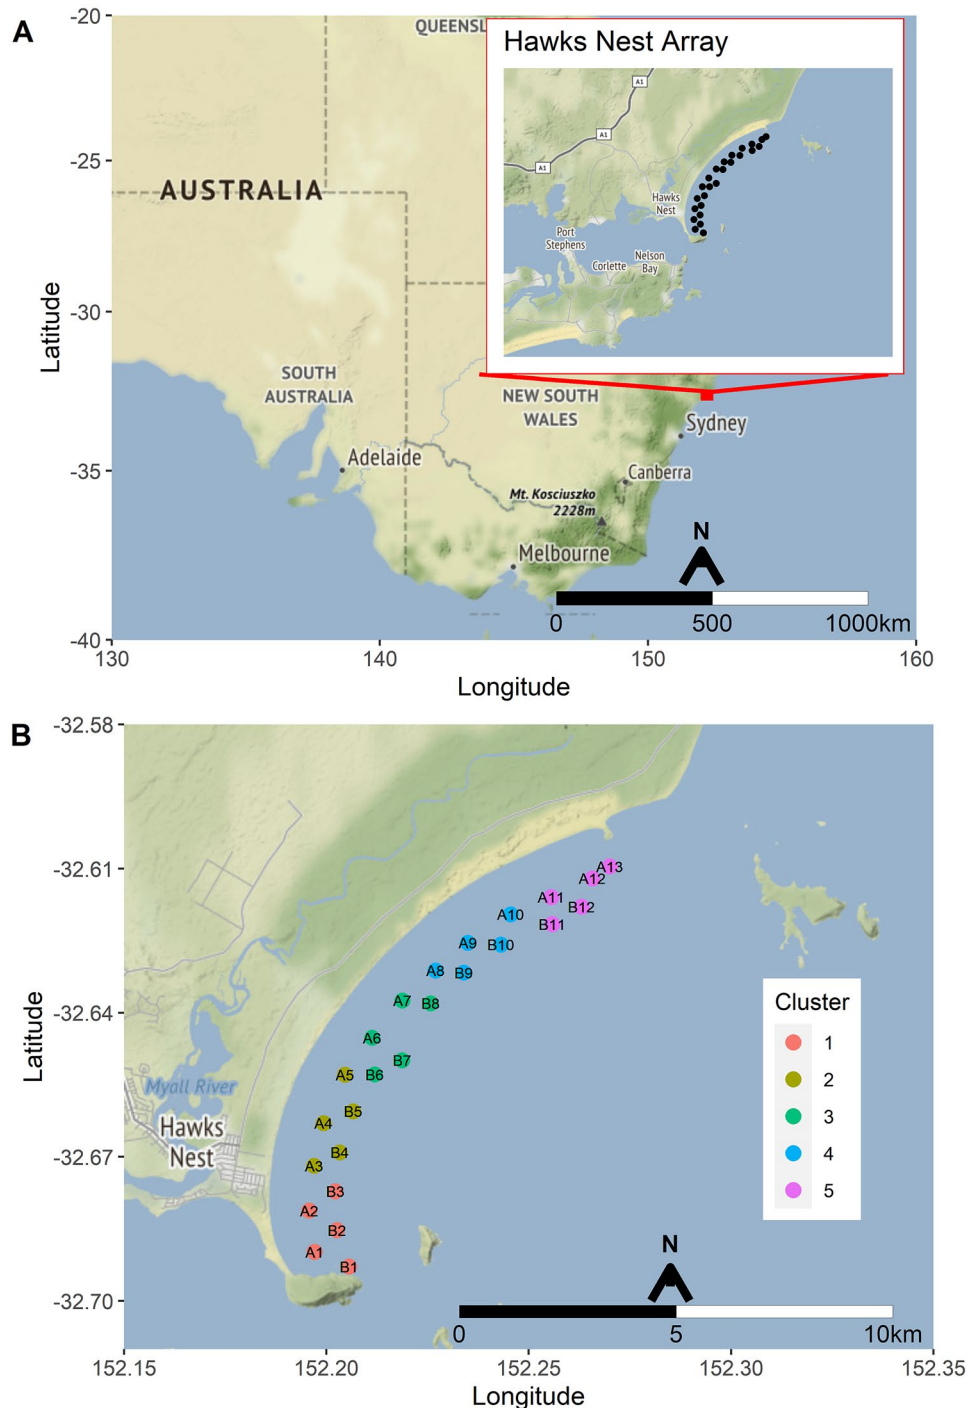 A
-20
-25
-30
-35
-40
Latitude
130
140
150
160
Longitude
QUEENSL
AUSTRALIA
SOUTH
AUSTRALIA
NEW SOUTH
WALES
Adelaide
Sydney
Canberra
Mt. Kosciuszko
2228m
Melbourne
N
0
500
1000km
Hawks Nest Array
A1
A1
A1
Hawks
Nest
Port
Stephens
Corlette
Nelson
Bay
B
-32.58
-32.61
-32.64
-32.67
-32.70
Latitude
152.15
152.20
152.25
152.30
152.35
Longitude
A13
A12
A11
B12
B11
A10
A9
B10
A8
B9
A7
B8
A6
B7
A5
B6
B5
A4
B4
A3
B3
A2
B2
A1
B1
Myall River
Hawks
Nest
Cluster
1
2
3
4
5
N
0
5
10km